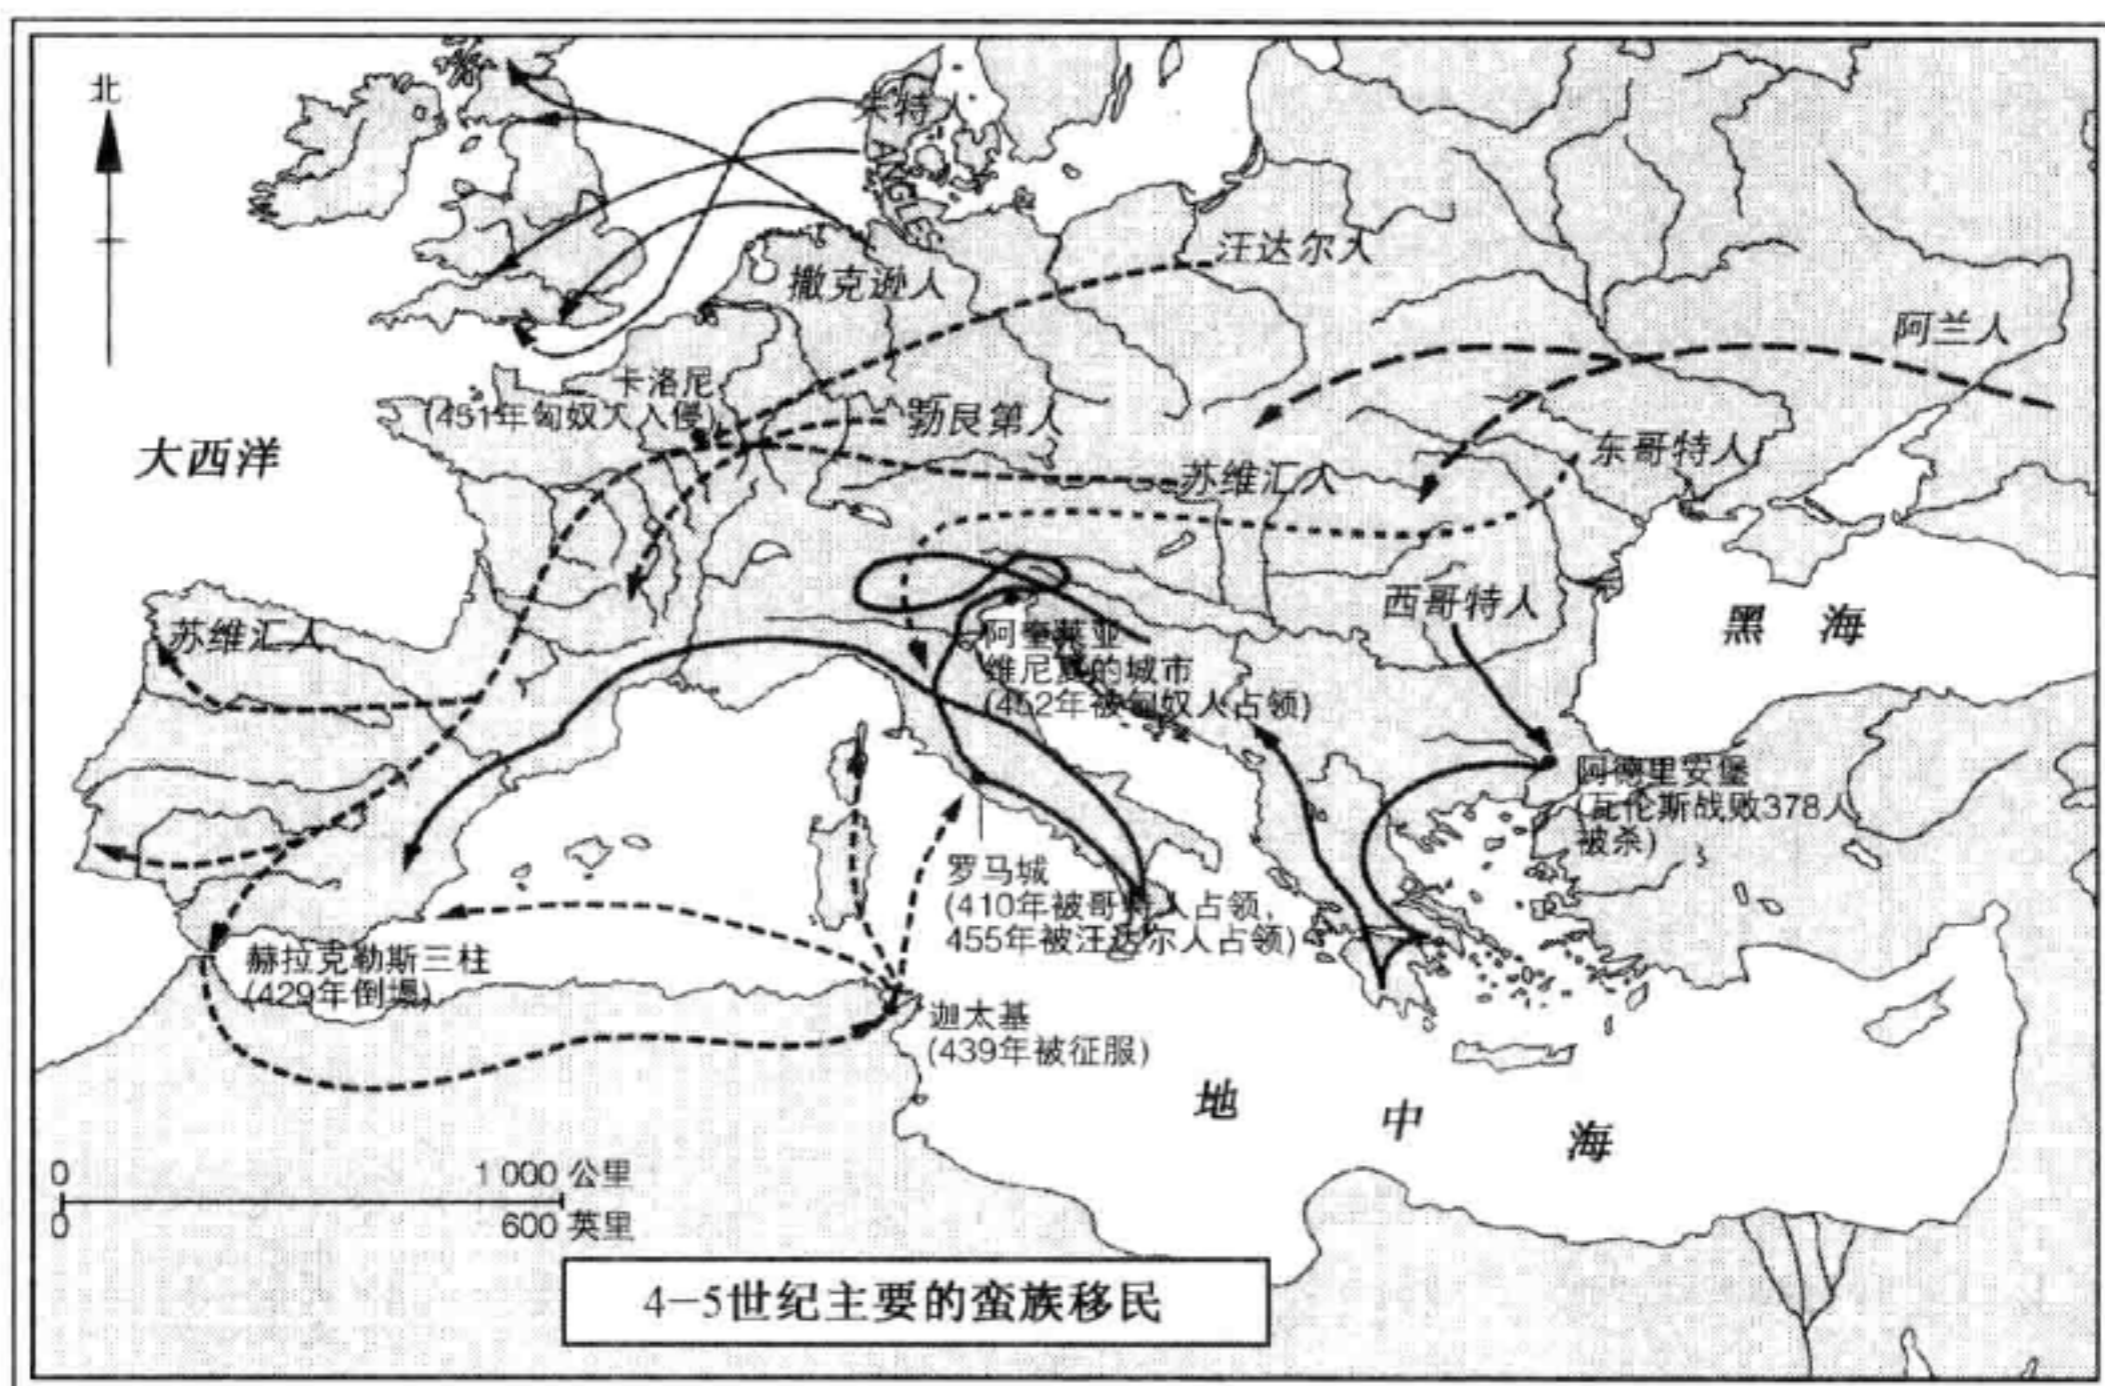 北
朱特人
ANGLES
汪达尔人
撒克逊人
阿兰人
卡洛尼
(451年匈奴人入侵)
勃艮第人
东哥特人
大西洋
苏维汇人
西哥特人
黑海
苏维汇人
阿奎莱亚
维尼真的城市
(452年被匈奴人占领)
阿德里安堡
(瓦伦斯战败378人
被杀)
罗马城
(410年被哥特人占领,
455年被汪达尔人占领)
赫拉克勒斯三柱
(429年倒塌)
迦太基
(439年被征服)
地中海
0
1 000 公里
0
600 英里
4-5世纪主要的蛮族移民